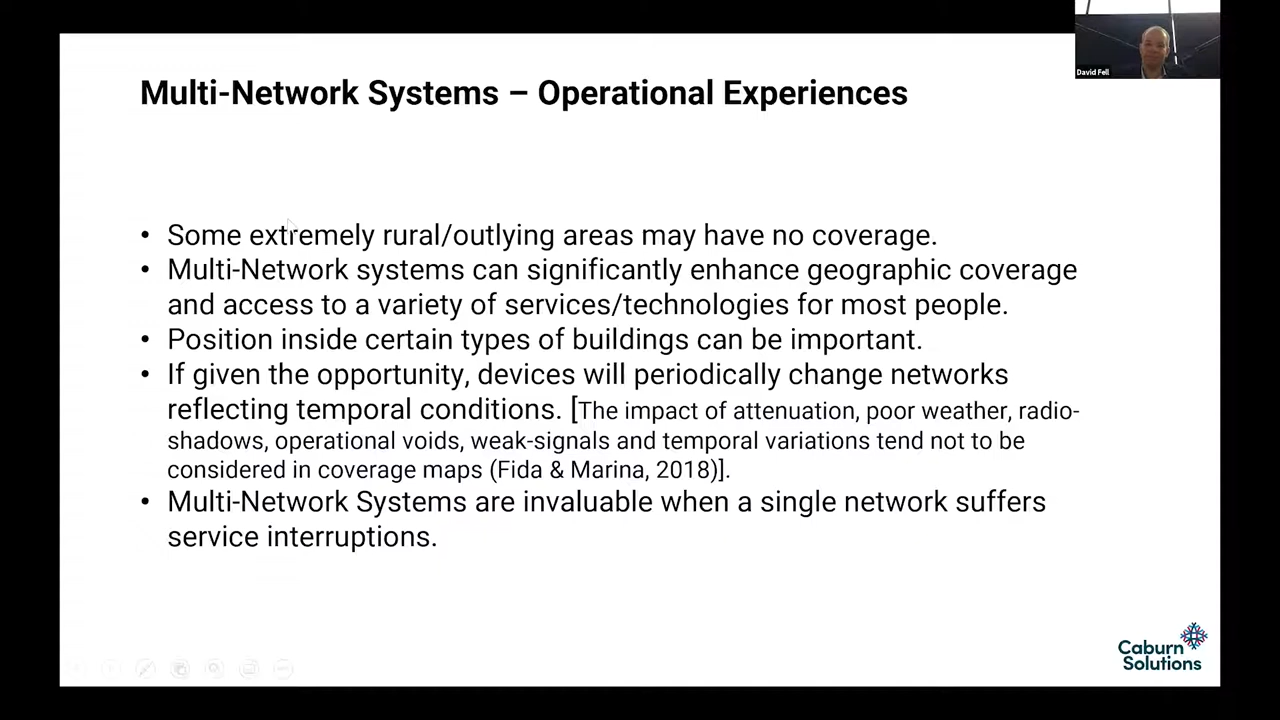 David Fell
Multi-Network Systems – Operational Experiences
• Some extremely rural/outlying areas may have no coverage.
• Multi-Network systems can significantly enhance geographic coverage
and access to a variety of services/technologies for most people.
• Position inside certain types of buildings can be important.
• If given the opportunity, devices will periodically change networks
reflecting temporal conditions. [The impact of attenuation, poor weather, radio-
shadows, operational voids, weak-signals and temporal variations tend not to be
considered in coverage maps (Fida & Marina, 2018)].
• Multi-Network Systems are invaluable when a single network suffers
service interruptions.
Caburn
Solutions